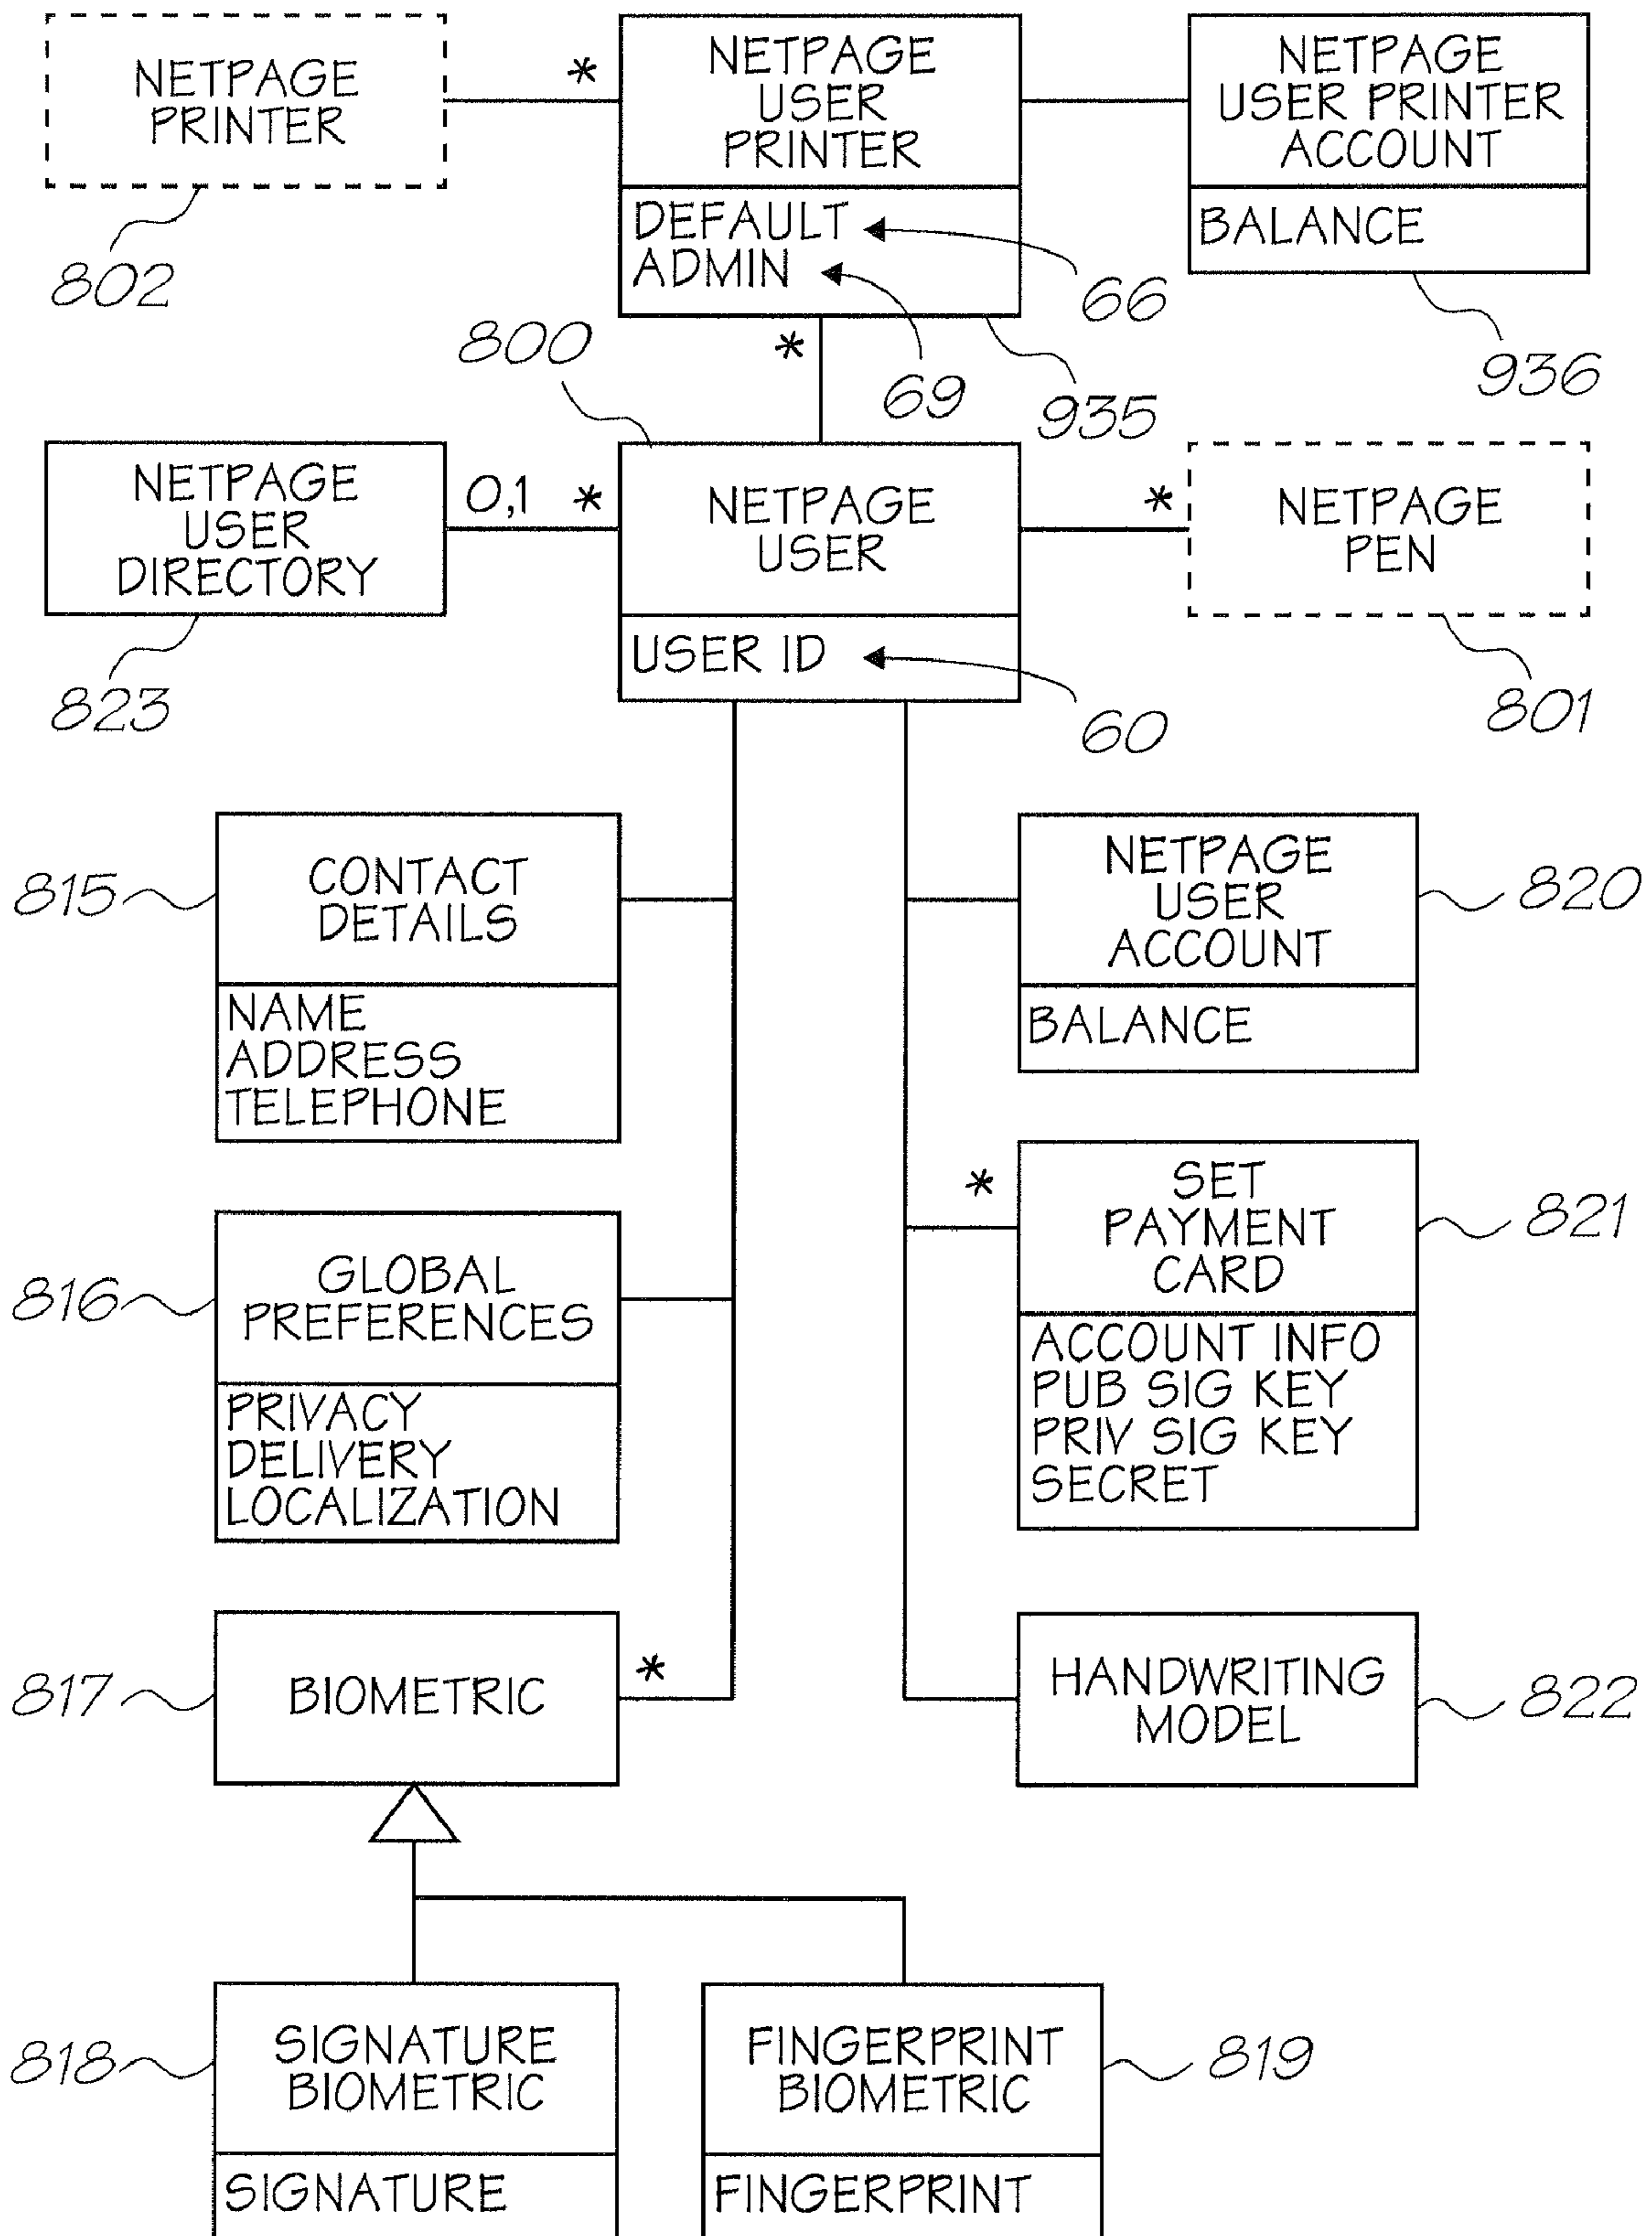 NETPAGE
PRINTER
802
*
NETPAGE
USER
PRINTER
DEFAULT
ADMIN
66
69
935
*
NETPAGE
USER PRINTER
ACCOUNT
BALANCE
936
800
NETPAGE
USER
DIRECTORY
823
0,1 *
NETPAGE
USER
USER ID
60
*
NETPAGE
PEN
801
815
CONTACT
DETAILS
NAME
ADDRESS
TELEPHONE
NETPAGE
USER
ACCOUNT
BALANCE
820
816
GLOBAL
PREFERENCES
PRIVACY
DELIVERY
LOCALIZATION
*
SET
PAYMENT
CARD
ACCOUNT INFO
PUB SIG KEY
PRIV SIG KEY
SECRET
821
817
BIOMETRIC
*
HANDWRITING
MODEL
822
818
SIGNATURE
BIOMETRIC
SIGNATURE
FINGERPRINT
BIOMETRIC
FINGERPRINT
819